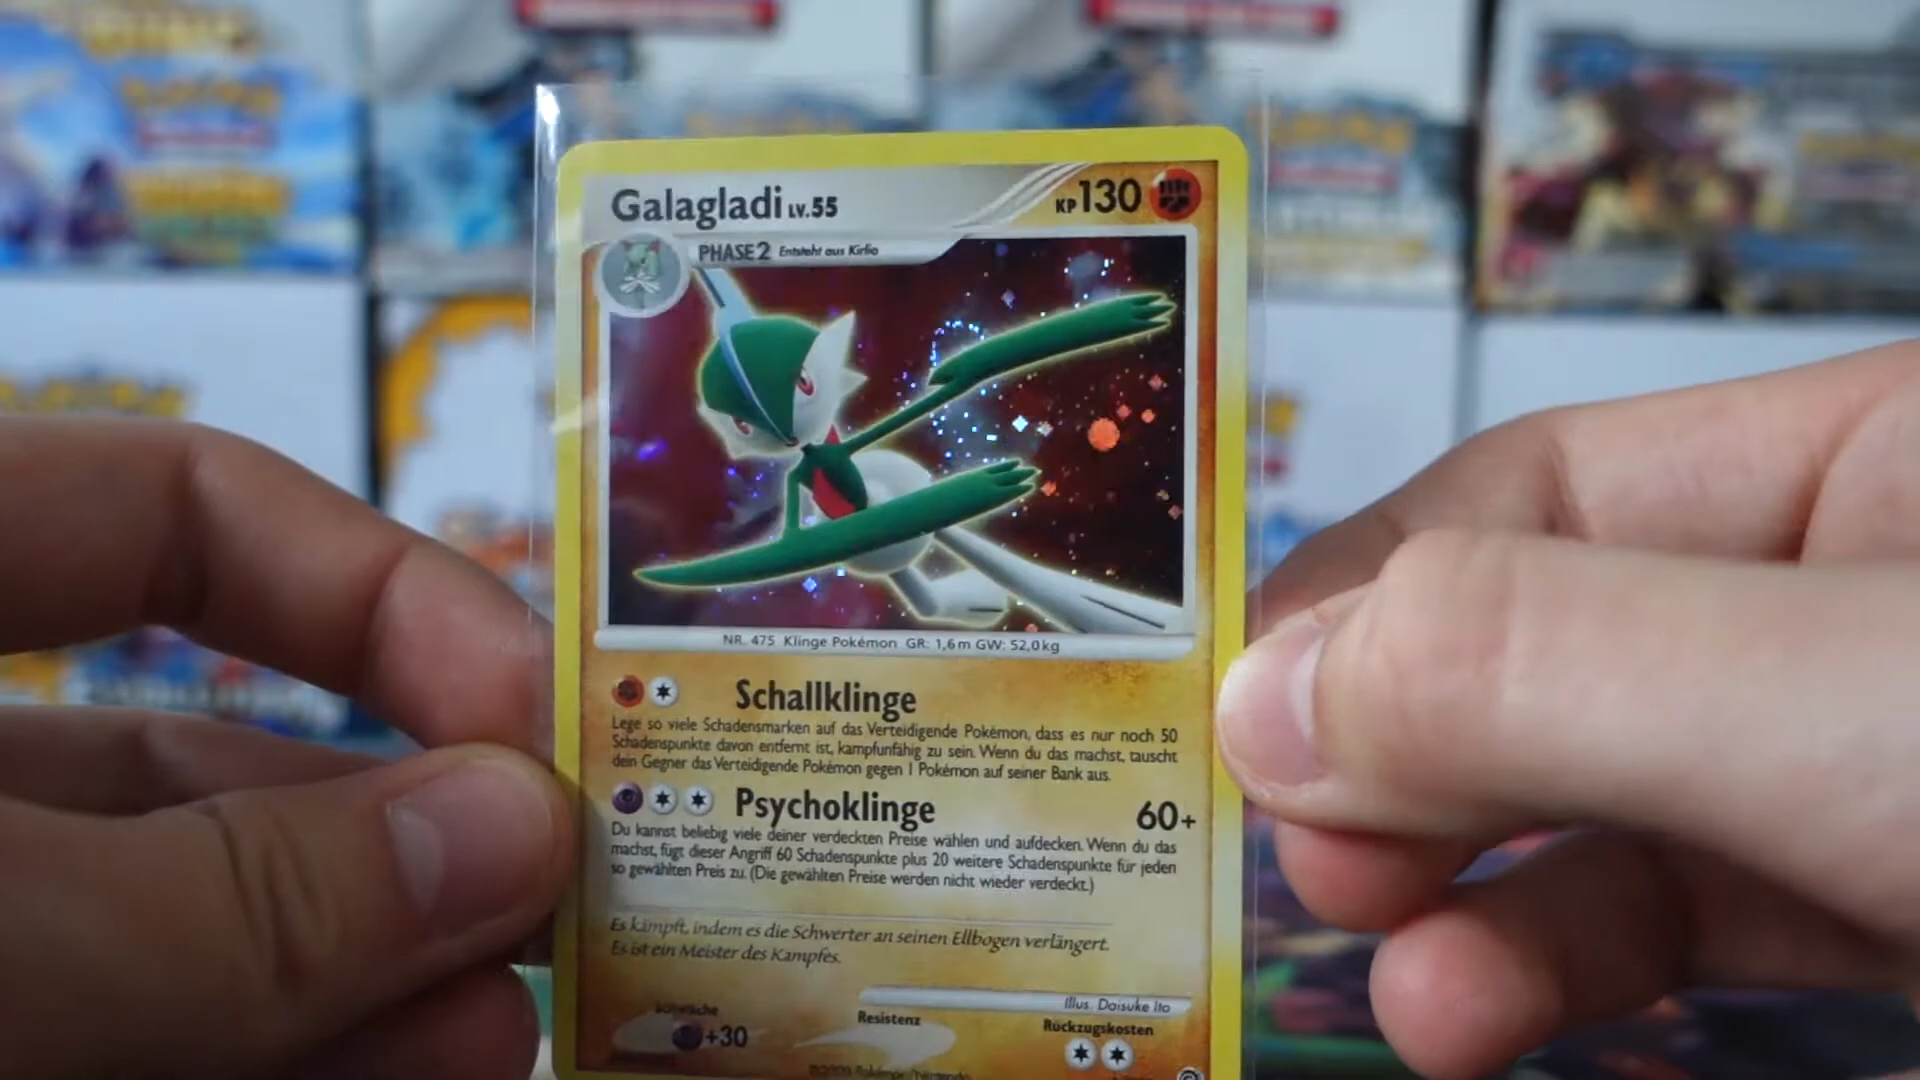 Galagladi LV.55
KP 130
PHASE 2 Entsteht aus Kirlia
NR. 475 Klinge Pokémon GR: 1,6m GW: 52,0kg
Schallklinge
Lege so viele Schadensmarken auf das Verteidigende Pokémon, dass es nur noch 50
Schadenspunkte davon entfernt ist, kampfunfähig zu sein. Wenn du das machst, tauscht
dein Gegner das Verteidigende Pokémon gegen 1 Pokémon auf seiner Bank aus.
Psychoklinge 60+
Du kannst beliebig viele deiner verdeckten Preise wählen und aufdecken. Wenn du das
machst, fügt dieser Angriff 60 Schadenspunkte plus 20 weitere Schadenspunkte für jeden
so gewählten Preis zu. (Die gewählten Preise werden nicht wieder verdeckt.)
Es kämpft, indem es die Schwerter an seinen Ellbogen verlängert.
Es ist ein Meister des Kampfes.
Illus. Daisuke Ito
Schwäche Resistenz Rückzugskosten
+30